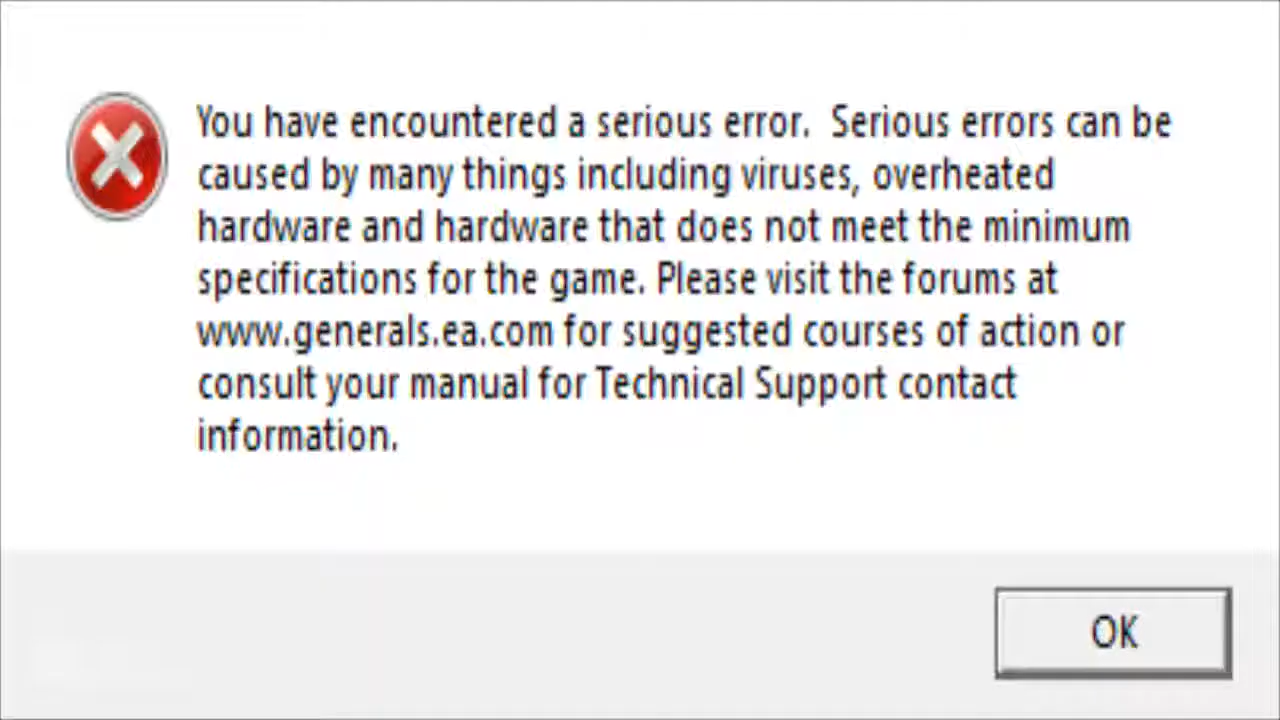 You have encountered a serious error.  Serious errors can be
caused by many things including viruses, overheated
hardware and hardware that does not meet the minimum
specifications for the game. Please visit the forums at
www.generals.ea.com for suggested courses of action or
consult your manual for Technical Support contact
information.
OK